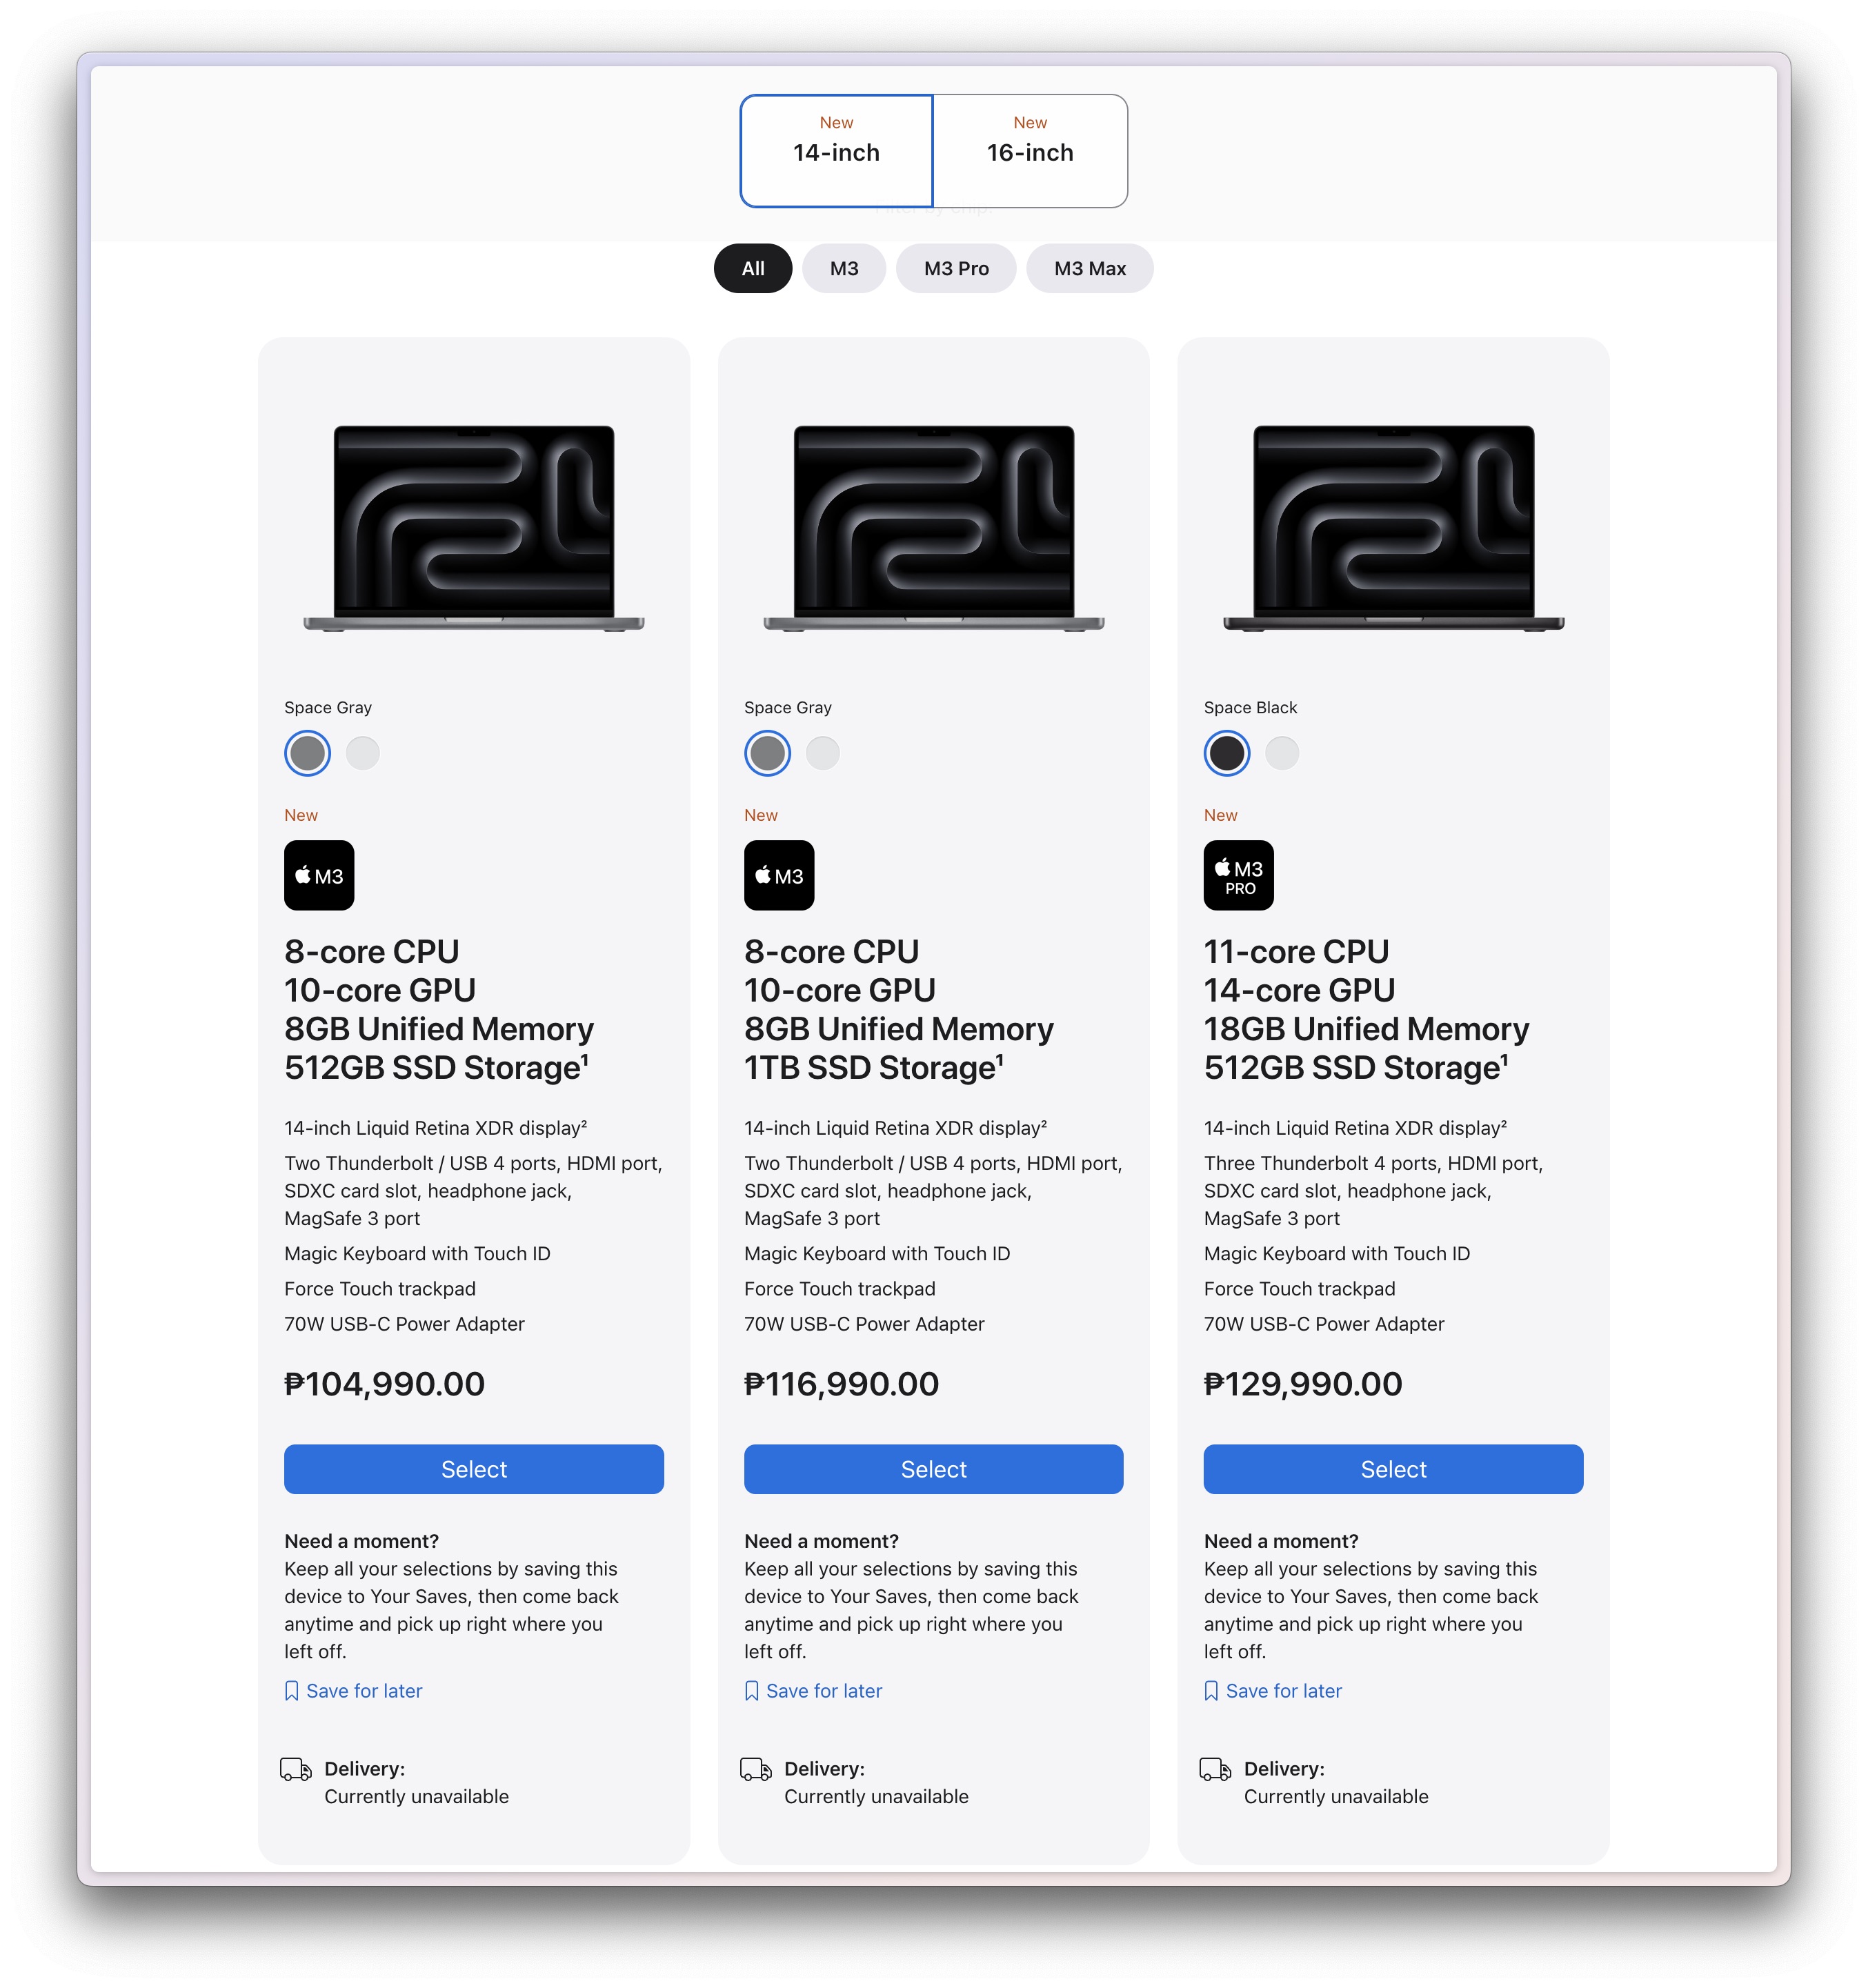 New
14-inch
New
16-inch
Filter by chip:
All
M3
M3 Pro
M3 Max
Space Gray
New
M3
8-core CPU
10-core GPU
8GB Unified Memory
512GB SSD Storage¹
14-inch Liquid Retina XDR display²
Two Thunderbolt / USB 4 ports, HDMI port,
SDXC card slot, headphone jack,
MagSafe 3 port
Magic Keyboard with Touch ID
Force Touch trackpad
70W USB-C Power Adapter
₱104,990.00
Select
Need a moment?
Keep all your selections by saving this
device to Your Saves, then come back
anytime and pick up right where you
left off.
Save for later
Delivery:
Currently unavailable
Space Gray
New
M3
8-core CPU
10-core GPU
8GB Unified Memory
1TB SSD Storage¹
14-inch Liquid Retina XDR display²
Two Thunderbolt / USB 4 ports, HDMI port,
SDXC card slot, headphone jack,
MagSafe 3 port
Magic Keyboard with Touch ID
Force Touch trackpad
70W USB-C Power Adapter
₱116,990.00
Select
Need a moment?
Keep all your selections by saving this
device to Your Saves, then come back
anytime and pick up right where you
left off.
Save for later
Delivery:
Currently unavailable
Space Black
New
M3
PRO
11-core CPU
14-core GPU
18GB Unified Memory
512GB SSD Storage¹
14-inch Liquid Retina XDR display²
Three Thunderbolt 4 ports, HDMI port,
SDXC card slot, headphone jack,
MagSafe 3 port
Magic Keyboard with Touch ID
Force Touch trackpad
70W USB-C Power Adapter
₱129,990.00
Select
Need a moment?
Keep all your selections by saving this
device to Your Saves, then come back
anytime and pick up right where you
left off.
Save for later
Delivery:
Currently unavailable